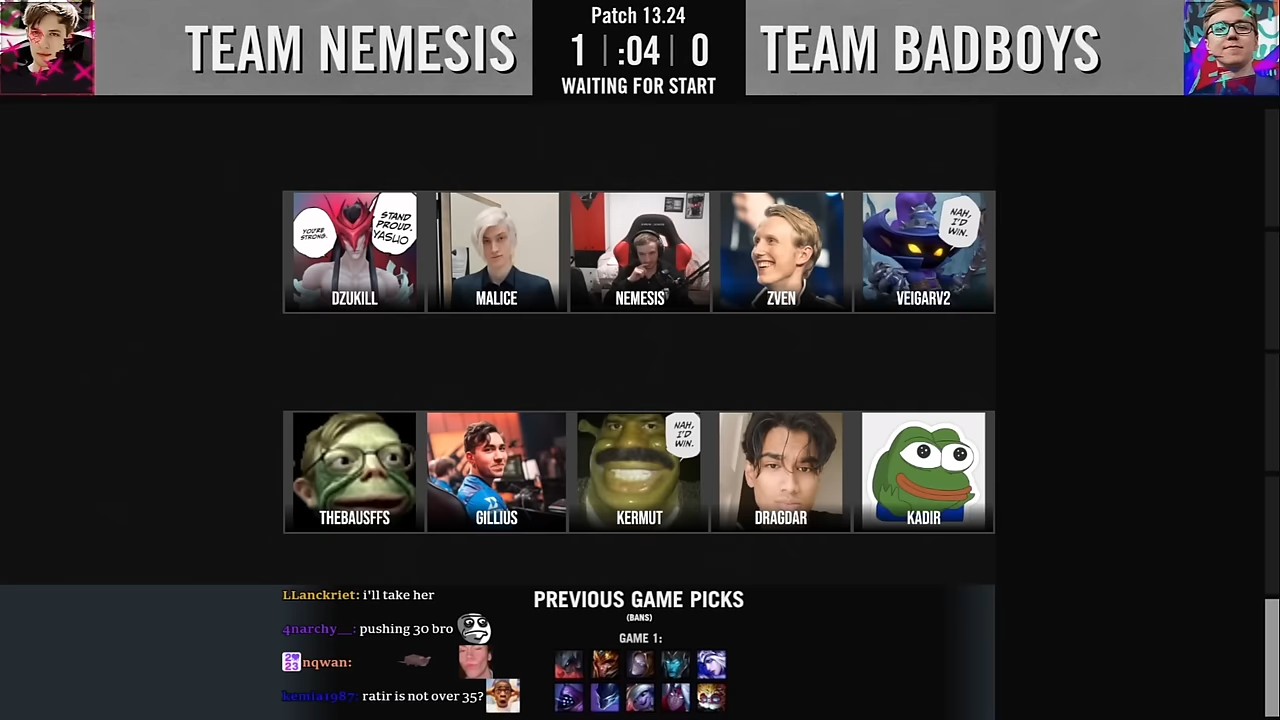 Patch 13.24
TEAM NEMESIS
1 | :04 | 0
TEAM BADBOYS
WAITING FOR START
YOU'RE
STRONG.
STAND
PROUD.
YASUO
NAH,
I'D
WIN.
DZUKILL
MALICE
NEMESIS
ZVEN
VEIGARV2
NAH,
I'D
WIN.
THEBAUSFFS
GILLIUS
KERMUT
DRAGDAR
KADIR
LLanckriet: i'll take her
4narchy__: pushing 30 bro
2023 nqwan:
kemia1987: ratir is not over 35?
PREVIOUS GAME PICKS
(BANS)
GAME 1: